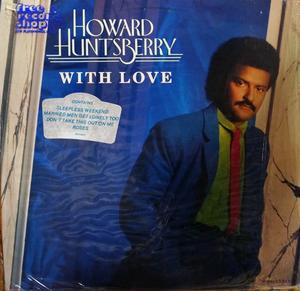 free
record
shop
HOWARD
HUNTSBERRY
WITH LOVE
CONTAINS
SLEEPLESS WEEKEND
MARRIED MEN GET LONELY TOO
DON'T TAKE THIS OUT ON ME
ROSES